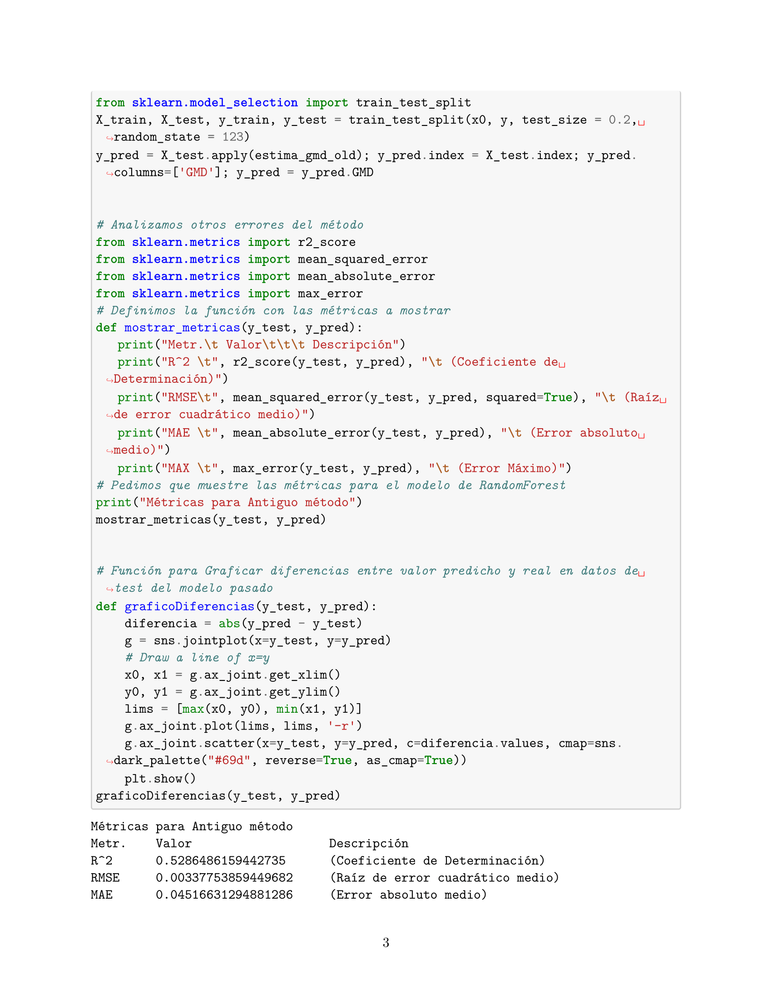 from sklearn.model_selection import train_test_split
X_train, X_test, y_train, y_test = train_test_split(x0, y, test_size = 0.2,␣
↪random_state = 123)
y_pred = X_test.apply(estima_gmd_old); y_pred.index = X_test.index; y_pred.
↪columns=['GMD']; y_pred = y_pred.GMD
# Analizamos otros errores del método
from sklearn.metrics import r2_score
from sklearn.metrics import mean_squared_error
from sklearn.metrics import mean_absolute_error
from sklearn.metrics import max_error
# Definimos la función con las métricas a mostrar
def mostrar_metricas(y_test, y_pred):
   print("Metr.\t Valor\t\t\t Descripción")
   print("R^2 \t", r2_score(y_test, y_pred), "\t (Coeficiente de␣
↪Determinación)")
   print("RMSE\t", mean_squared_error(y_test, y_pred, squared=True), "\t (Raíz␣
↪de error cuadrático medio)")
   print("MAE \t", mean_absolute_error(y_test, y_pred), "\t (Error absoluto␣
↪medio)")
   print("MAX \t", max_error(y_test, y_pred), "\t (Error Máximo)")
# Pedimos que muestre las métricas para el modelo de RandomForest
print("Métricas para Antiguo método")
mostrar_metricas(y_test, y_pred)
# Función para Graficar diferencias entre valor predicho y real en datos de␣
↪test del modelo pasado
def graficoDiferencias(y_test, y_pred):
    diferencia = abs(y_pred - y_test)
    g = sns.jointplot(x=y_test, y=y_pred)
    # Draw a line of x=y
    x0, x1 = g.ax_joint.get_xlim()
    y0, y1 = g.ax_joint.get_ylim()
    lims = [max(x0, y0), min(x1, y1)]
    g.ax_joint.plot(lims, lims, '-r')
    g.ax_joint.scatter(x=y_test, y=y_pred, c=diferencia.values, cmap=sns.
↪dark_palette("#69d", reverse=True, as_cmap=True))
    plt.show()
graficoDiferencias(y_test, y_pred)
Métricas para Antiguo método
Metr.    Valor                   Descripción
R^2      0.5286486159442735      (Coeficiente de Determinación)
RMSE     0.00337753859449682     (Raíz de error cuadrático medio)
MAE      0.04516631294881286     (Error absoluto medio)
3